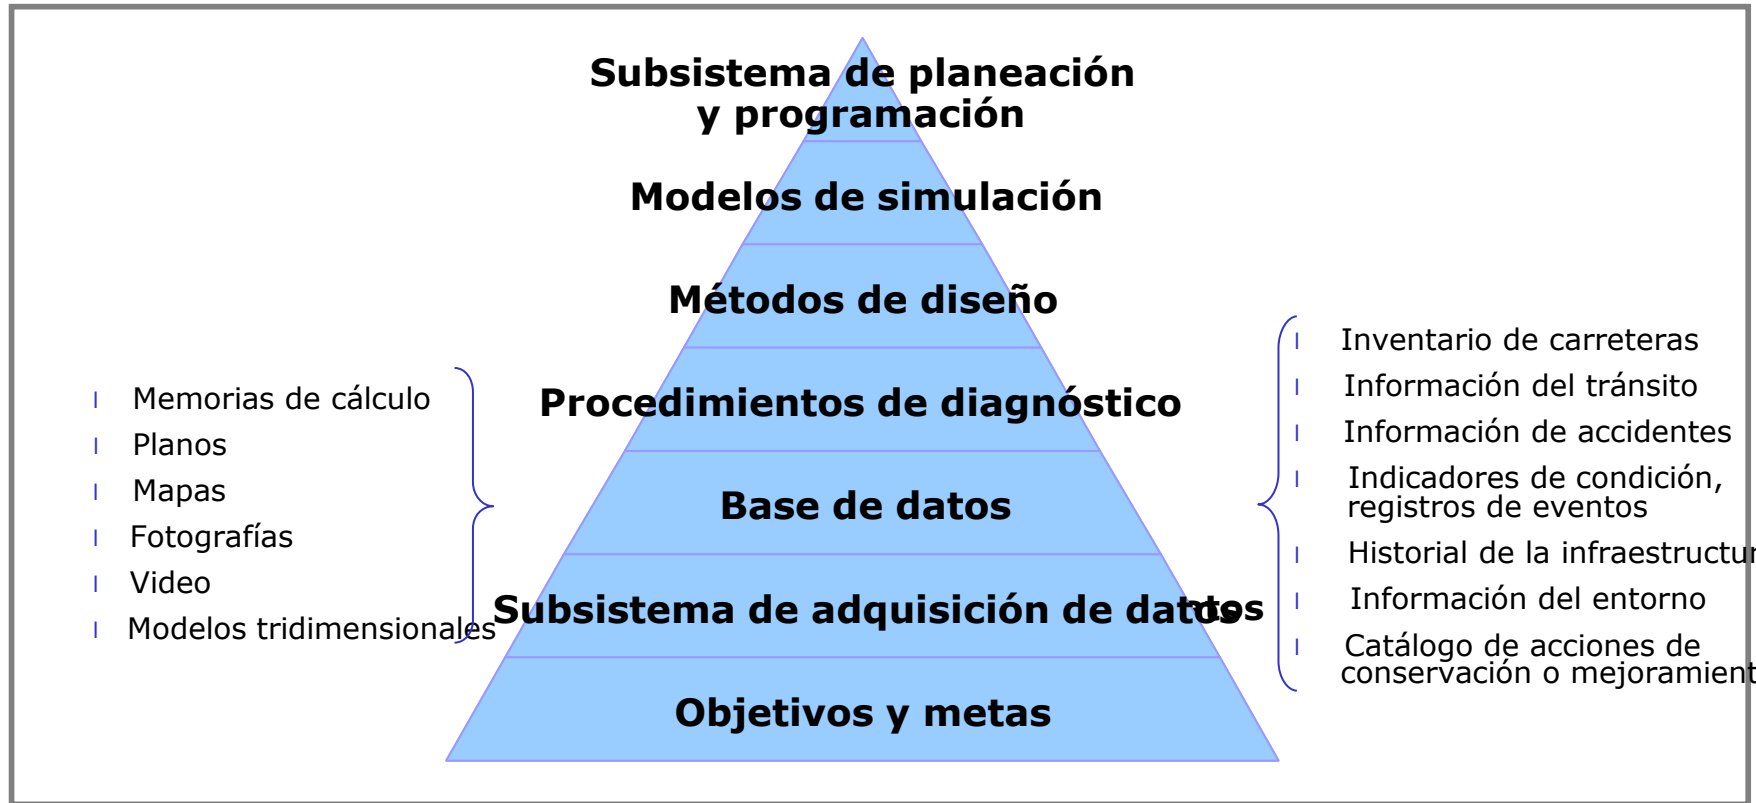 Subsistema de planeación
y programación
Modelos de simulación
Métodos de diseño
Procedimientos de diagnóstico
Base de datos
Subsistema de adquisición de datos
Objetivos y metas
Memorias de cálculo
Planos
Mapas
Fotografías
Video
Modelos tridimensionales
Inventario de carreteras
Información del tránsito
Información de accidentes
Indicadores de condición,
registros de eventos
Historial de la infraestructur
Información del entorno
Catálogo de acciones de
conservación o mejoramient